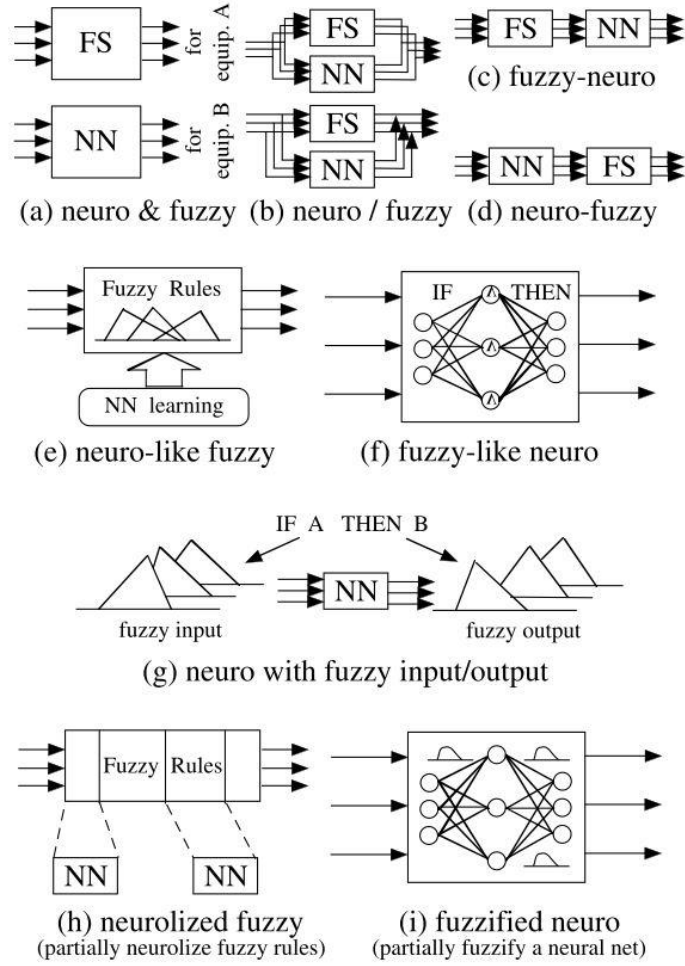 FS
for
equip. A
FS
NN
FS
NN
(c) fuzzy-neuro
NN
for
equip. B
FS
NN
NN
FS
(a) neuro & fuzzy
(b) neuro / fuzzy
(d) neuro-fuzzy
Fuzzy Rules
NN learning
(e) neuro-like fuzzy
IF
THEN
Λ
Λ
Λ
(f) fuzzy-like neuro
IF A THEN B
NN
fuzzy input
fuzzy output
(g) neuro with fuzzy input/output
Fuzzy
Rules
NN
NN
(h) neurolized fuzzy
(partially neurolize fuzzy rules)
(i) fuzzified neuro
(partially fuzzify a neural net)